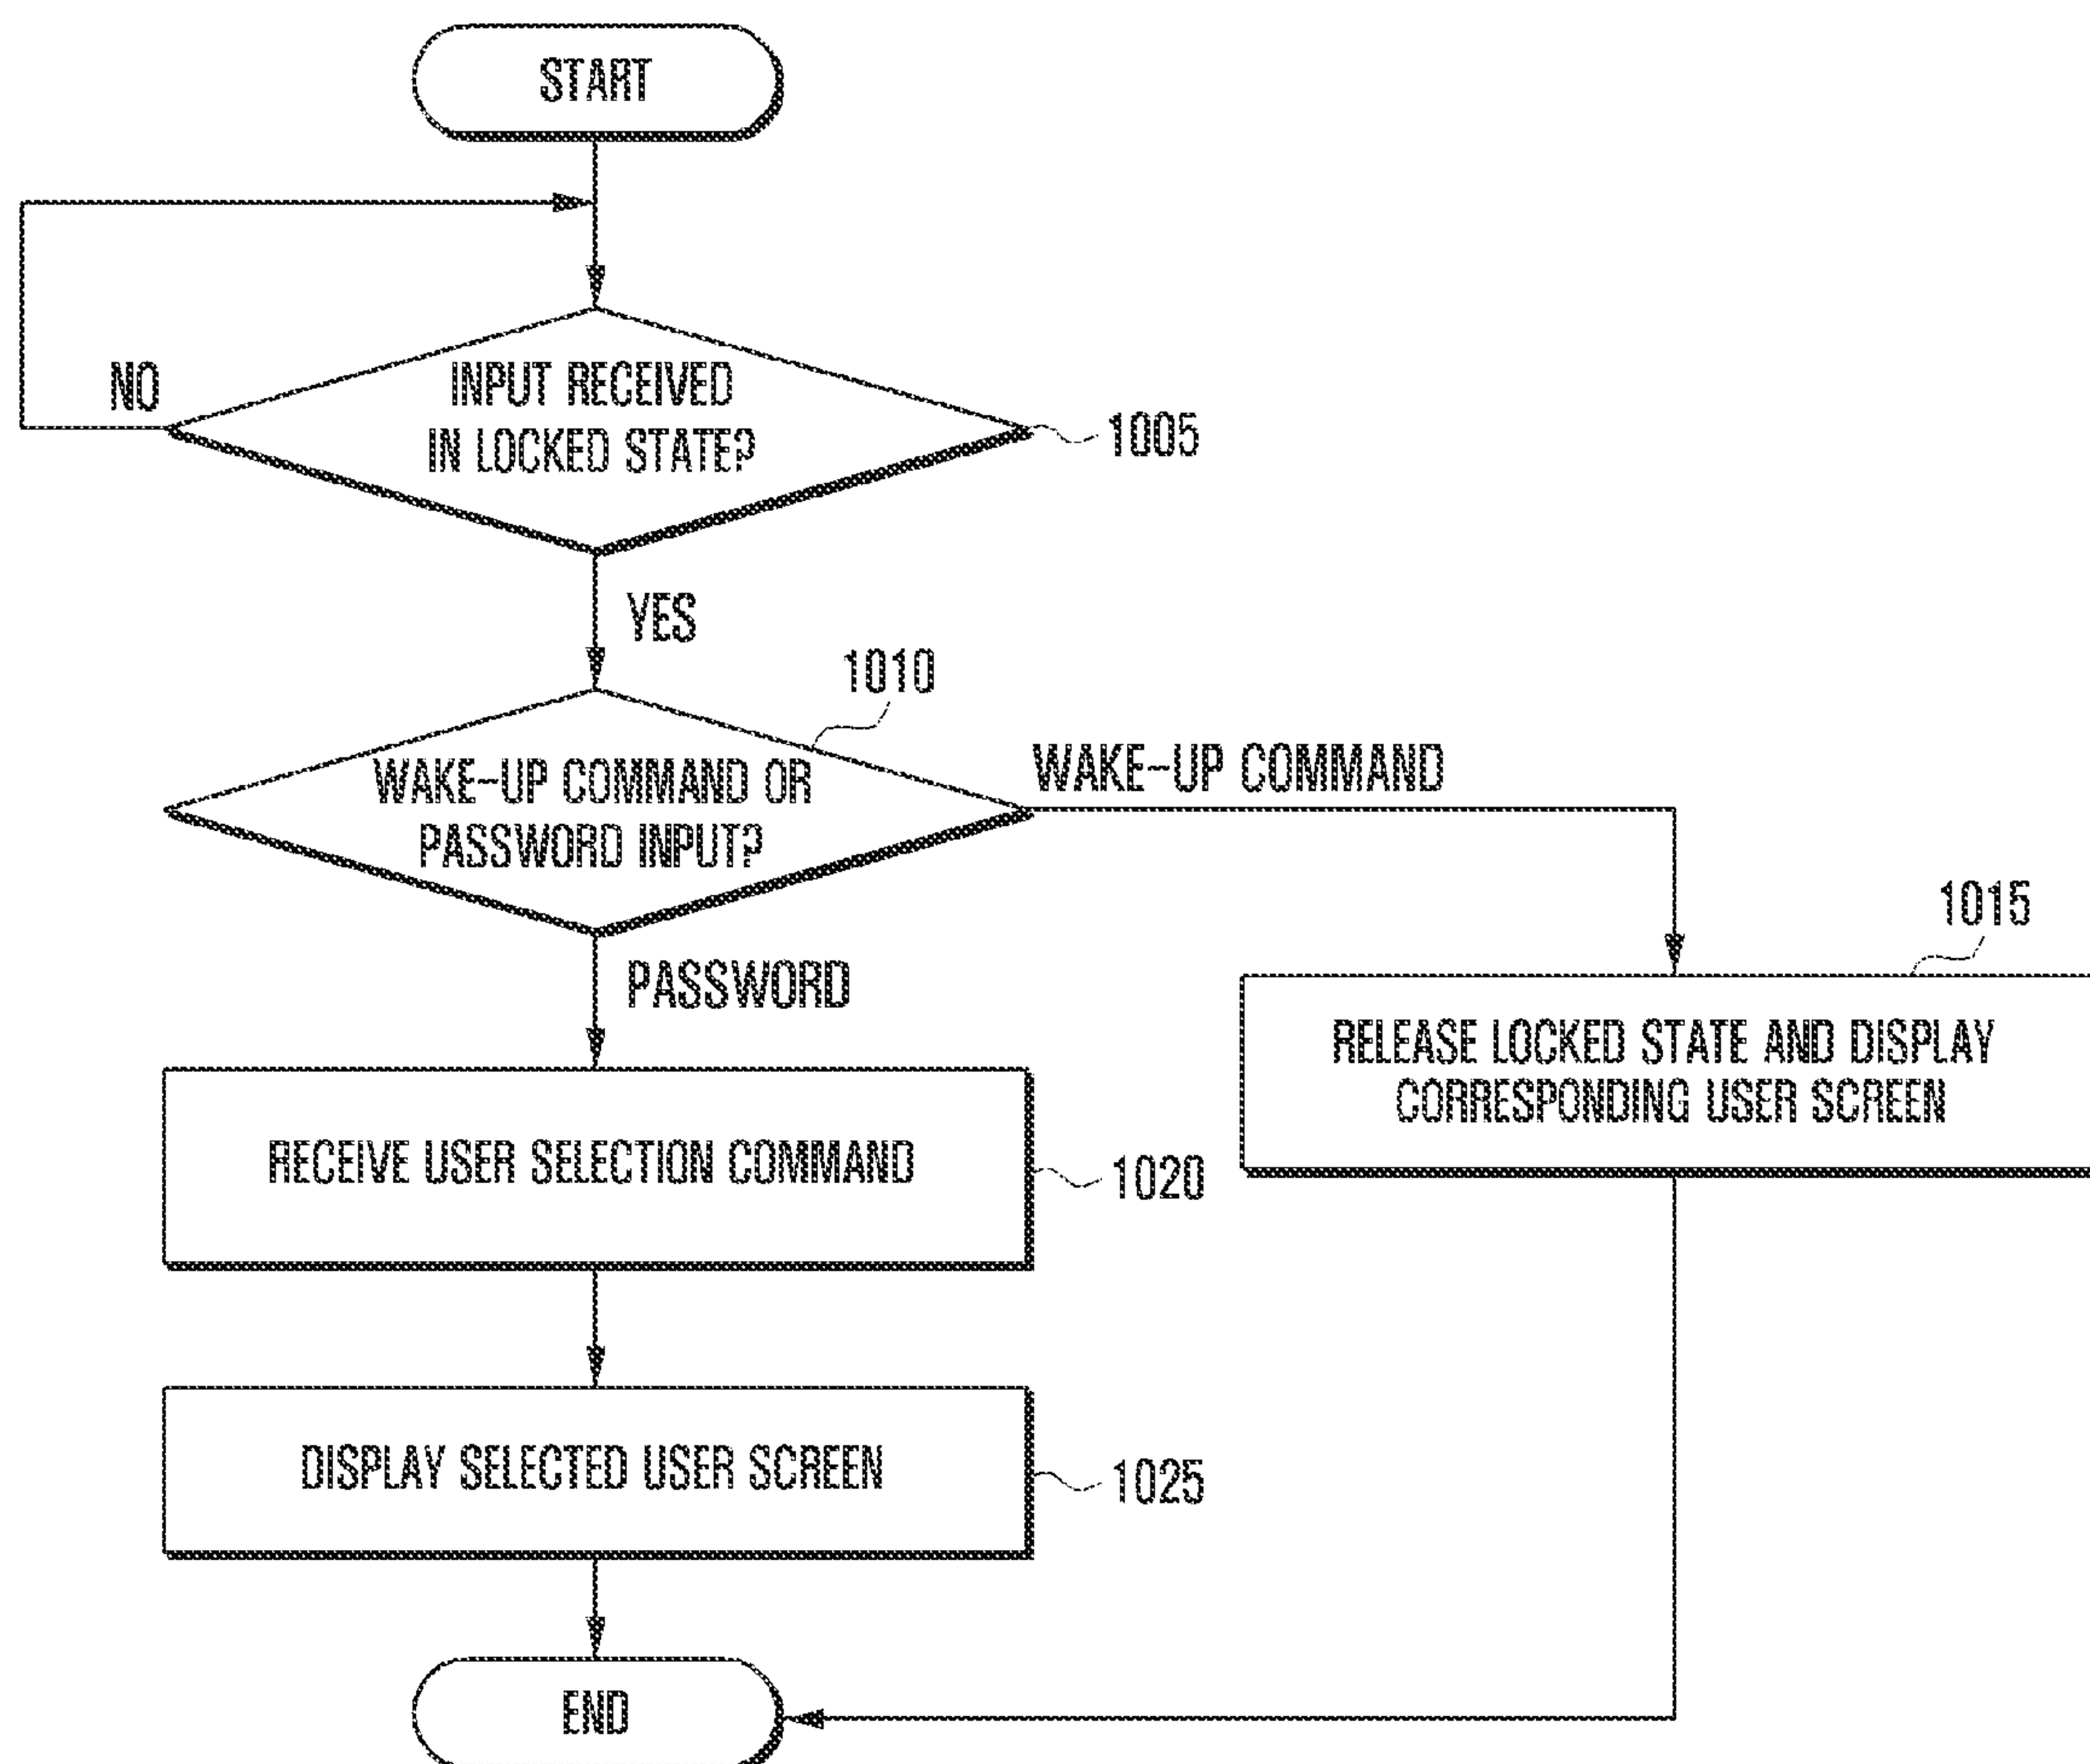 START
NO
INPUT RECEIVED
IN LOCKED STATE?
1005
YES
1010
WAKE-UP COMMAND OR
PASSWORD INPUT?
WAKE-UP COMMAND
PASSWORD
1015
RELEASE LOCKED STATE AND DISPLAY
CORRESPONDING USER SCREEN
RECEIVE USER SELECTION COMMAND
1020
DISPLAY SELECTED USER SCREEN
1025
END